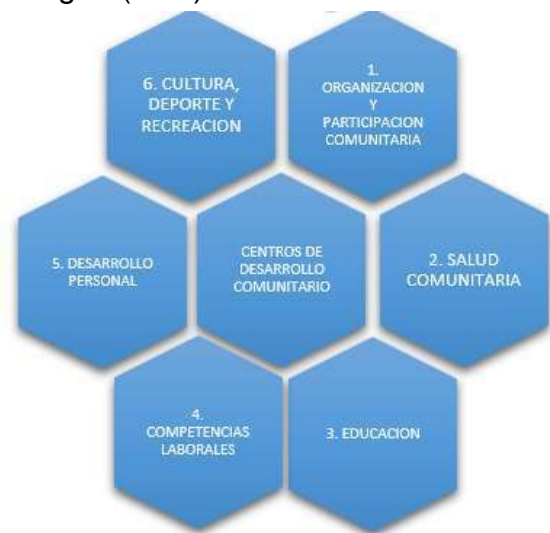 6. CULTURA,
DEPORTE Y
RECREACION
1.
ORGANIZACION
Y
PARTICIPACION
COMUNITARIA
5. DESARROLLO
PERSONAL
CENTROS DE
DESARROLLO
COMUNITARIO
2. SALUD
COMUNITARIA
4.
COMPETENCIAS
LABORALES
3. EDUCACION